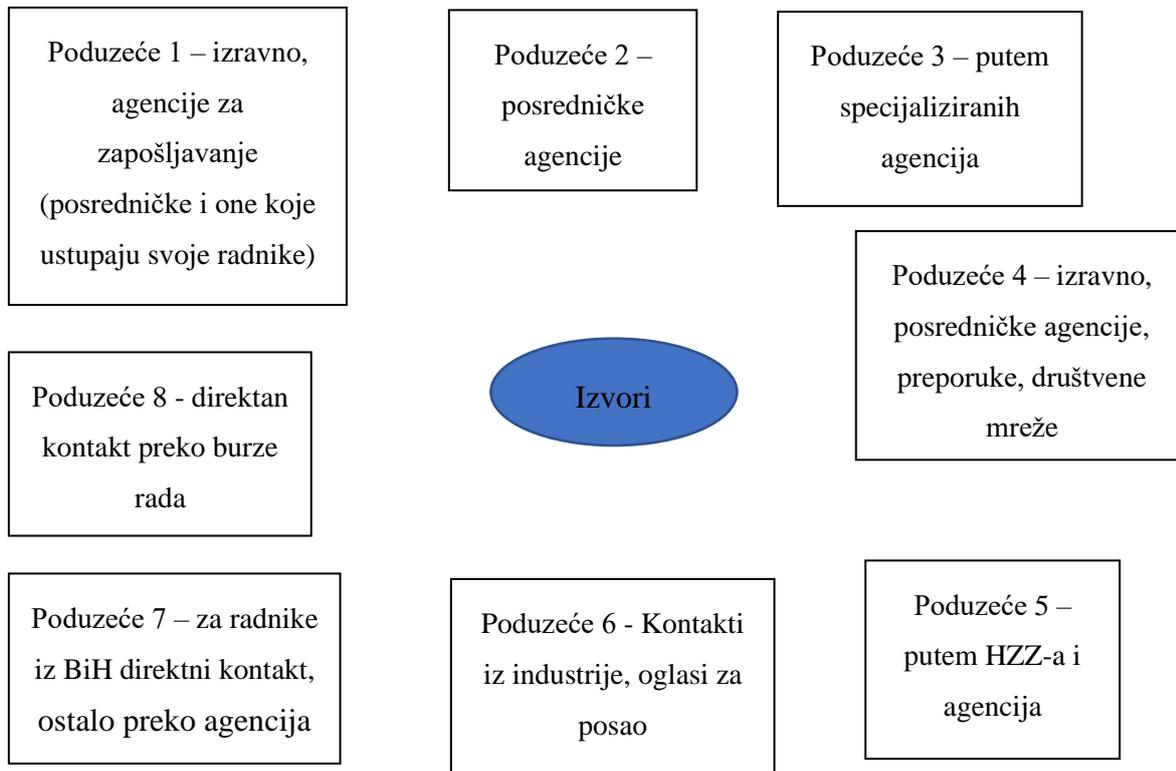 Poduzeće 1 – izravno,
agencije za
zapošljavanje
(posredničke i one koje
ustupaju svoje radnike)
Poduzeće 2 –
posredničke
agencije
Poduzeće 3 – putem
specijaliziranih
agencija
Poduzeće 4 – izravno,
posredničke agencije,
preporuke, društvene
mreže
Izvori
Poduzeće 8 - direktan
kontakt preko burze
rada
Poduzeće 7 – za radnike
iz BiH direktni kontakt,
ostalo preko agencija
Poduzeće 6 - Kontakti
iz industrije, oglasi za
posao
Poduzeće 5 –
putem HZZ-a i
agencija